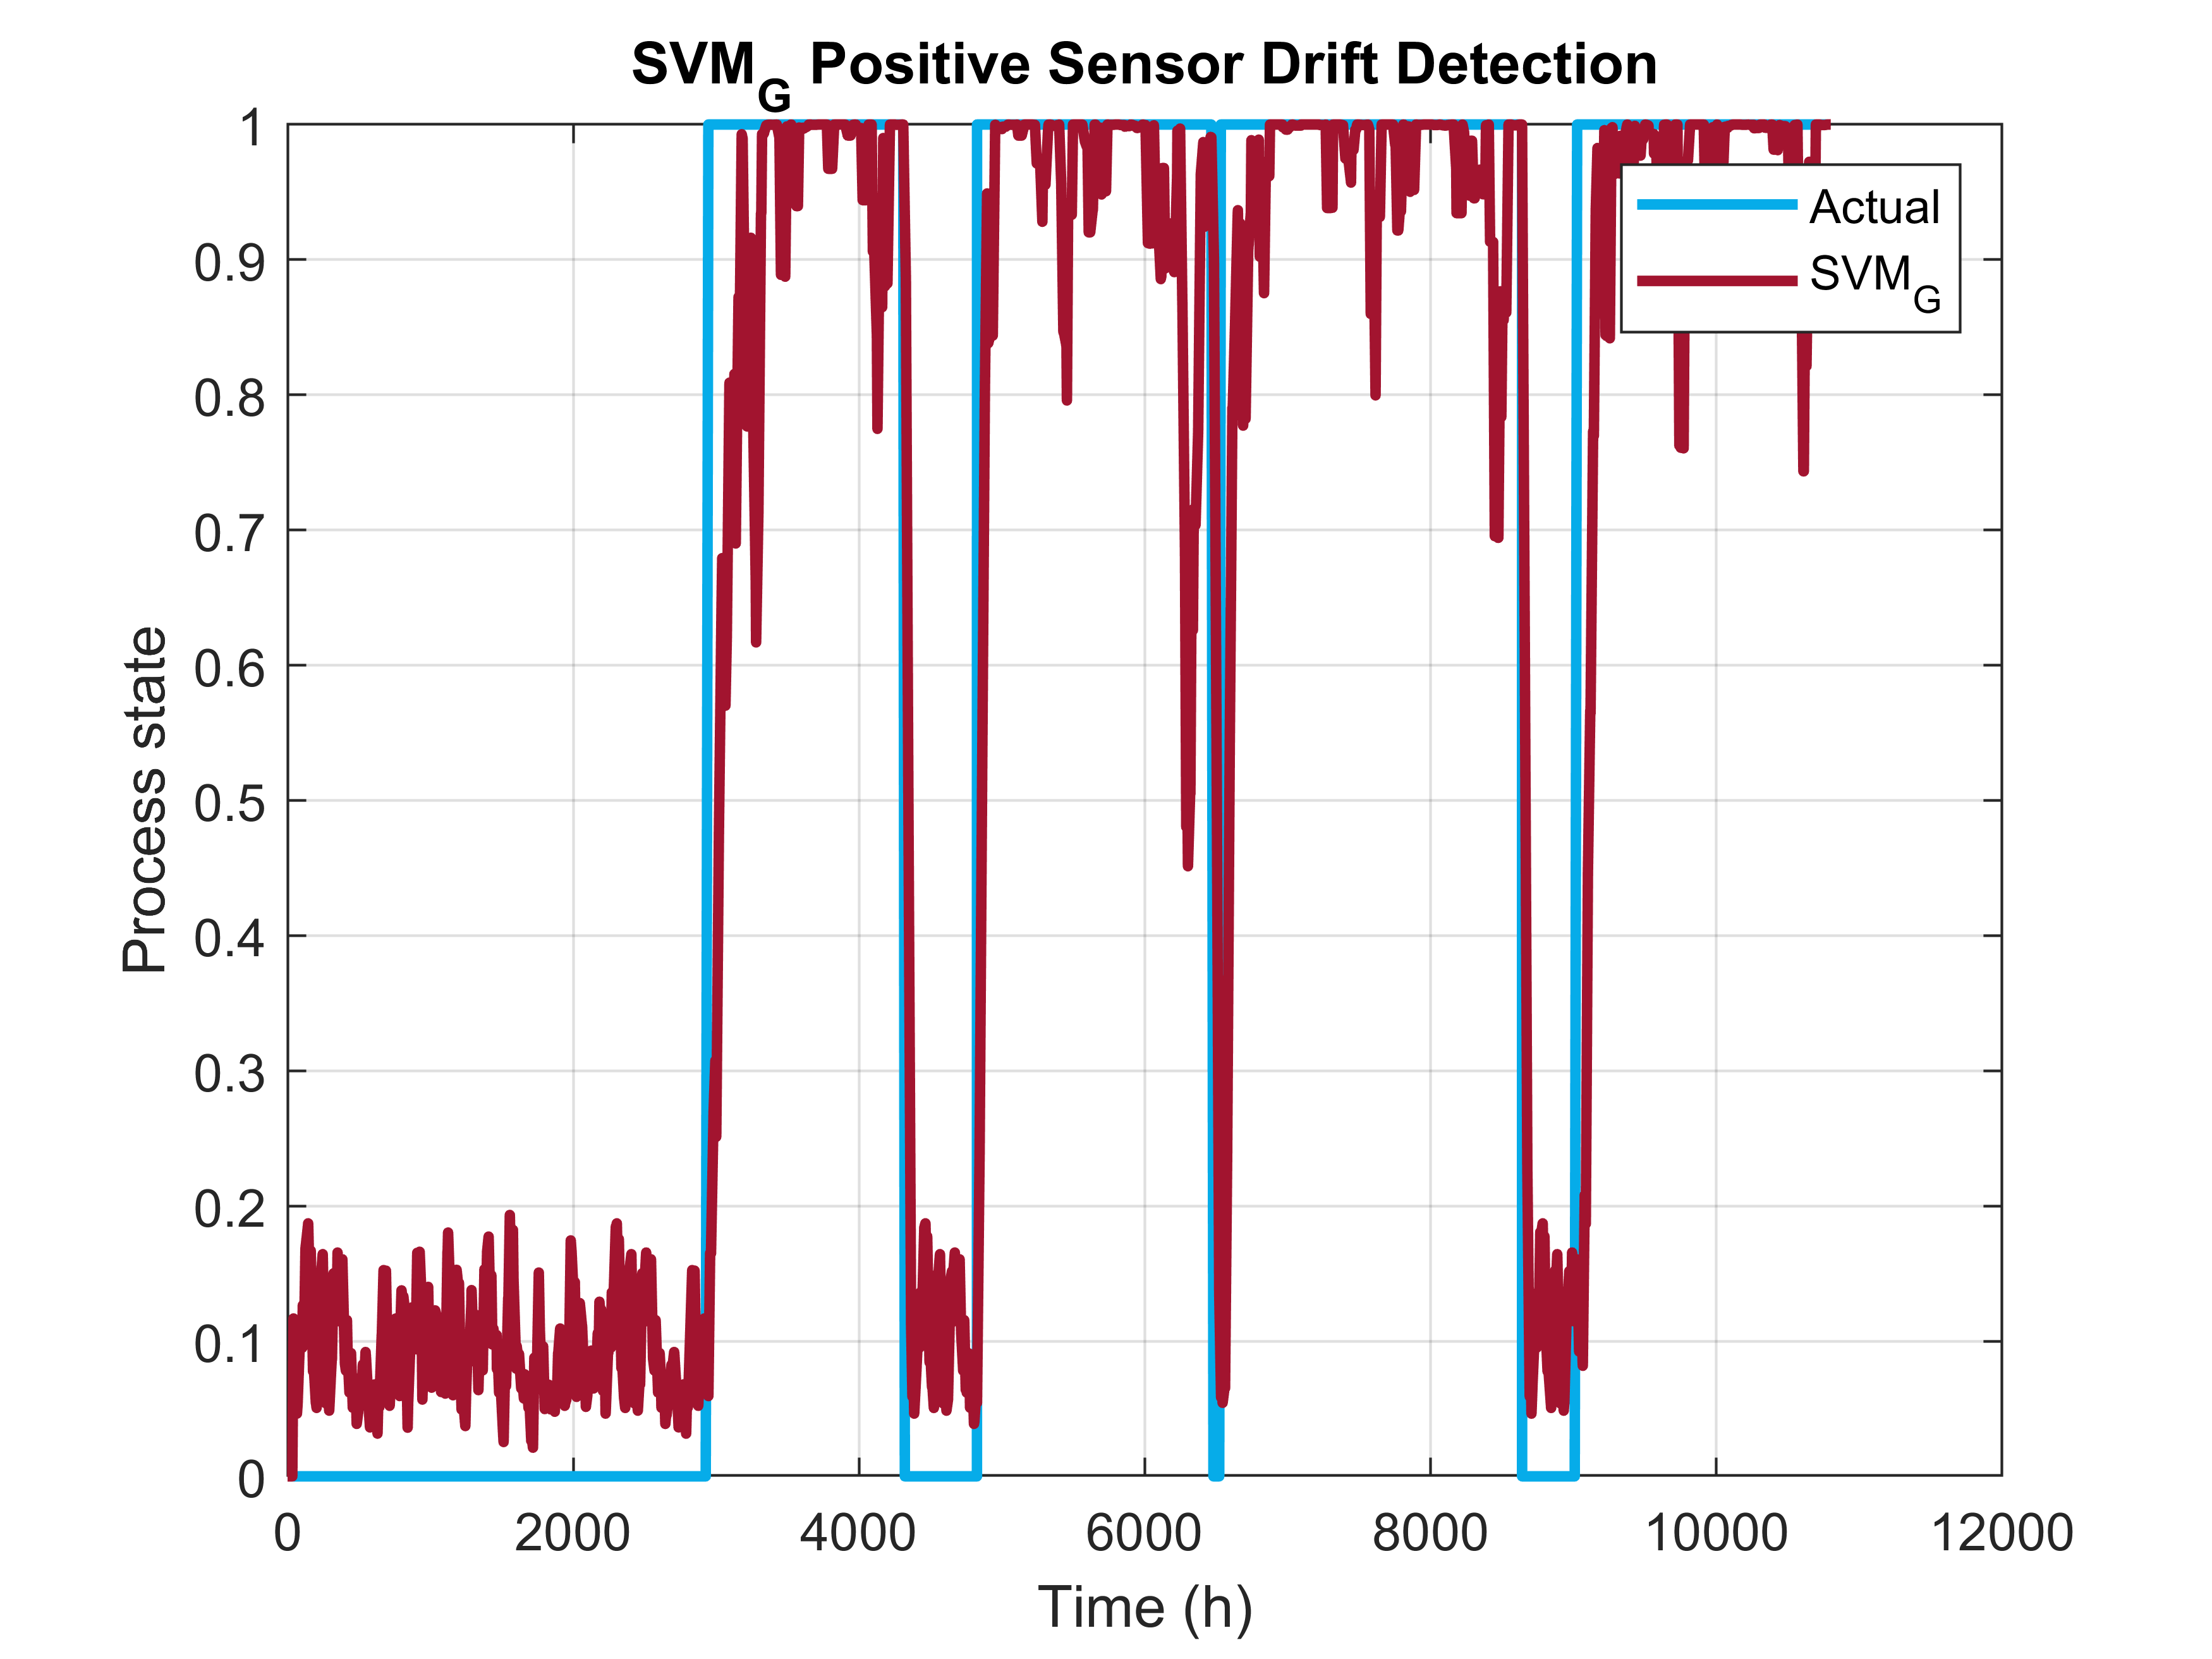 SVMG Positive Sensor Drift Detection
1
0.9
0.8
0.7
0.6
0.5
0.4
0.3
0.2
0.1
0
Process state
Actual
SVMG
0 2000 4000 6000 8000 10000 12000
Time (h)